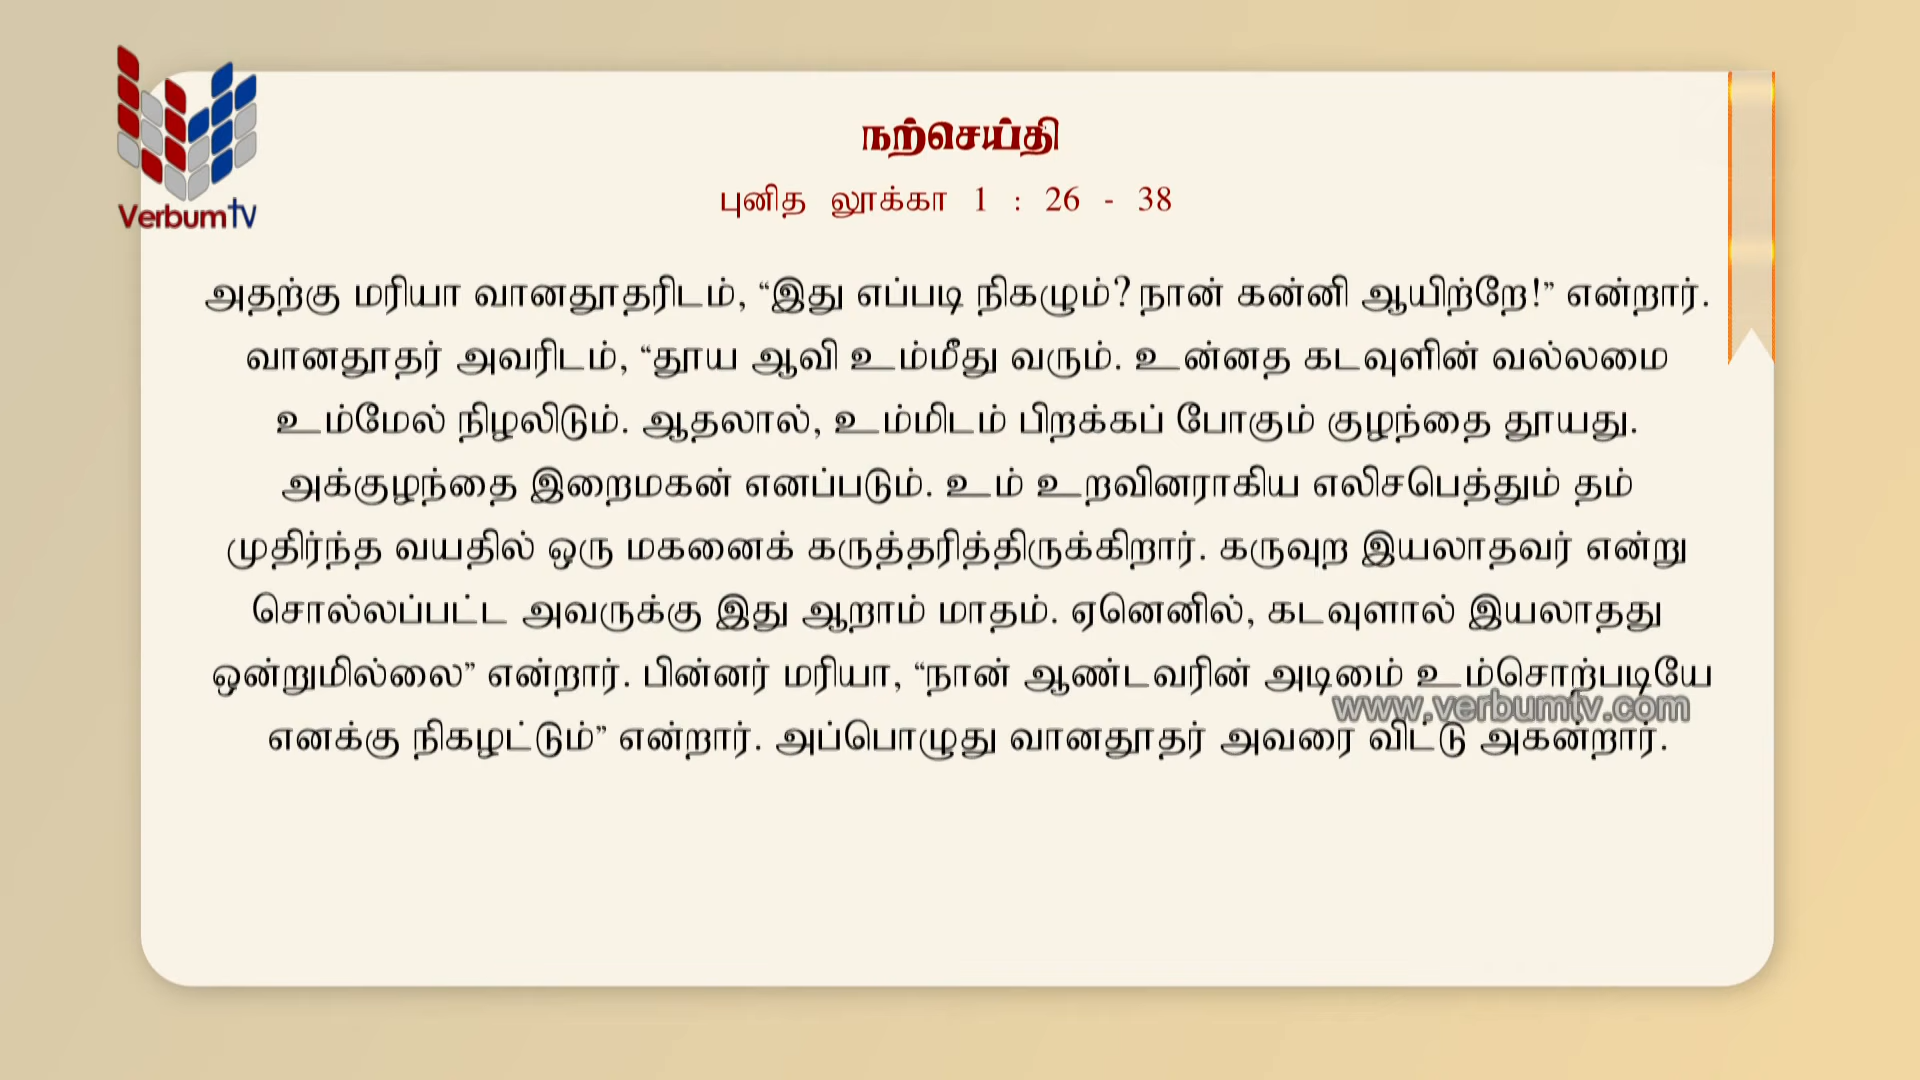 VerbumTV
நற்செய்தி
புனித லூக்கா 1 : 26 - 38
அதற்கு மரியா வானதூதரிடம், “இது எப்படி நிகழும்? நான் கன்னி ஆயிற்றே!” என்றார்.
வானதூதர் அவரிடம், “தூய ஆவி உம்மீது வரும். உன்னத கடவுளின் வல்லமை
உம்மேல் நிழலிடும். ஆதலால், உம்மிடம் பிறக்கப் போகும் குழந்தை தூயது.
அக்குழந்தை இறைமகன் எனப்படும். உம் உறவினராகிய எலிசபெத்தும் தம்
முதிர்ந்த வயதில் ஒரு மகனைக் கருத்தரித்திருக்கிறார். கருவுற இயலாதவர் என்று
சொல்லப்பட்ட அவருக்கு இது ஆறாம் மாதம். ஏனெனில், கடவுளால் இயலாதது
ஒன்றுமில்லை” என்றார். பின்னர் மரியா, “நான் ஆண்டவரின் அடிமைம் உம்சொற்படியே
www.verbumtv.com
எனக்கு நிகழட்டும்” என்றார். அப்பொழுது வானதூதர் அவரை விட்டு அகன்றார்.